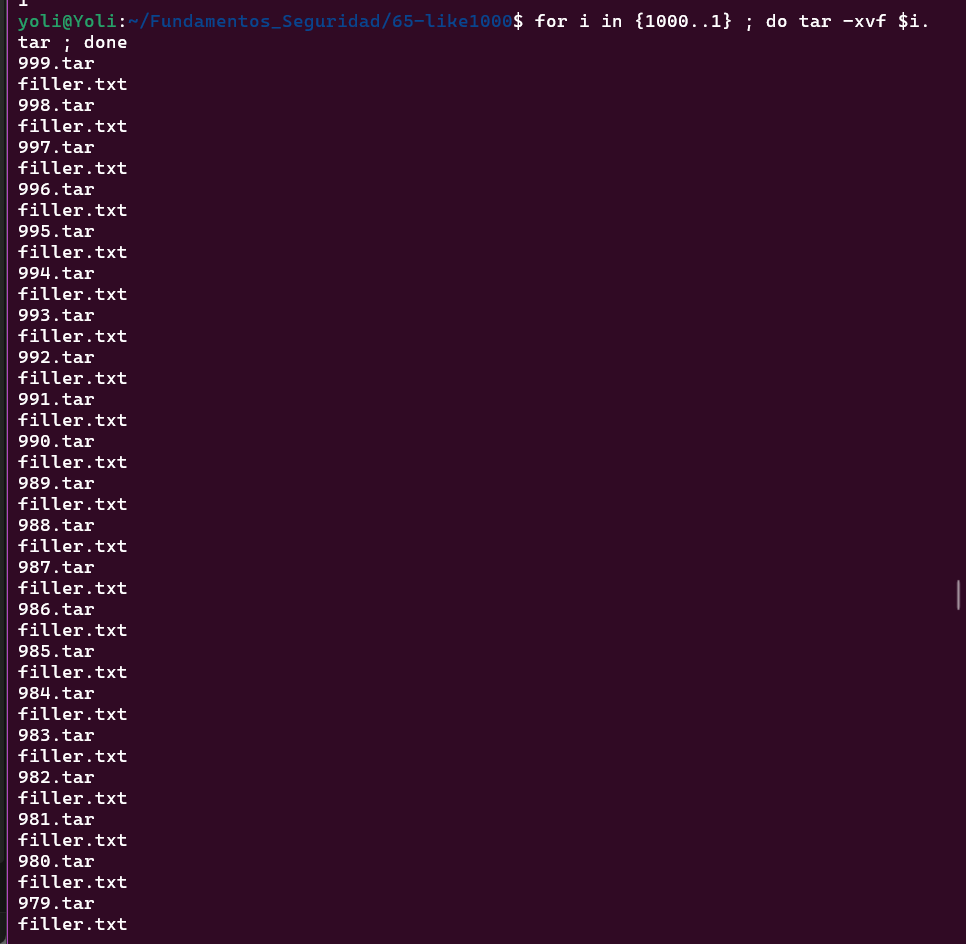 yoli@Yoli:~/Fundamentos_Seguridad/65-like1000$ for i in {1000..1} ; do tar -xvf $i.
tar ; done
999.tar
filler.txt
998.tar
filler.txt
997.tar
filler.txt
996.tar
filler.txt
995.tar
filler.txt
994.tar
filler.txt
993.tar
filler.txt
992.tar
filler.txt
991.tar
filler.txt
990.tar
filler.txt
989.tar
filler.txt
988.tar
filler.txt
987.tar
filler.txt
986.tar
filler.txt
985.tar
filler.txt
984.tar
filler.txt
983.tar
filler.txt
982.tar
filler.txt
981.tar
filler.txt
980.tar
filler.txt
979.tar
filler.txt